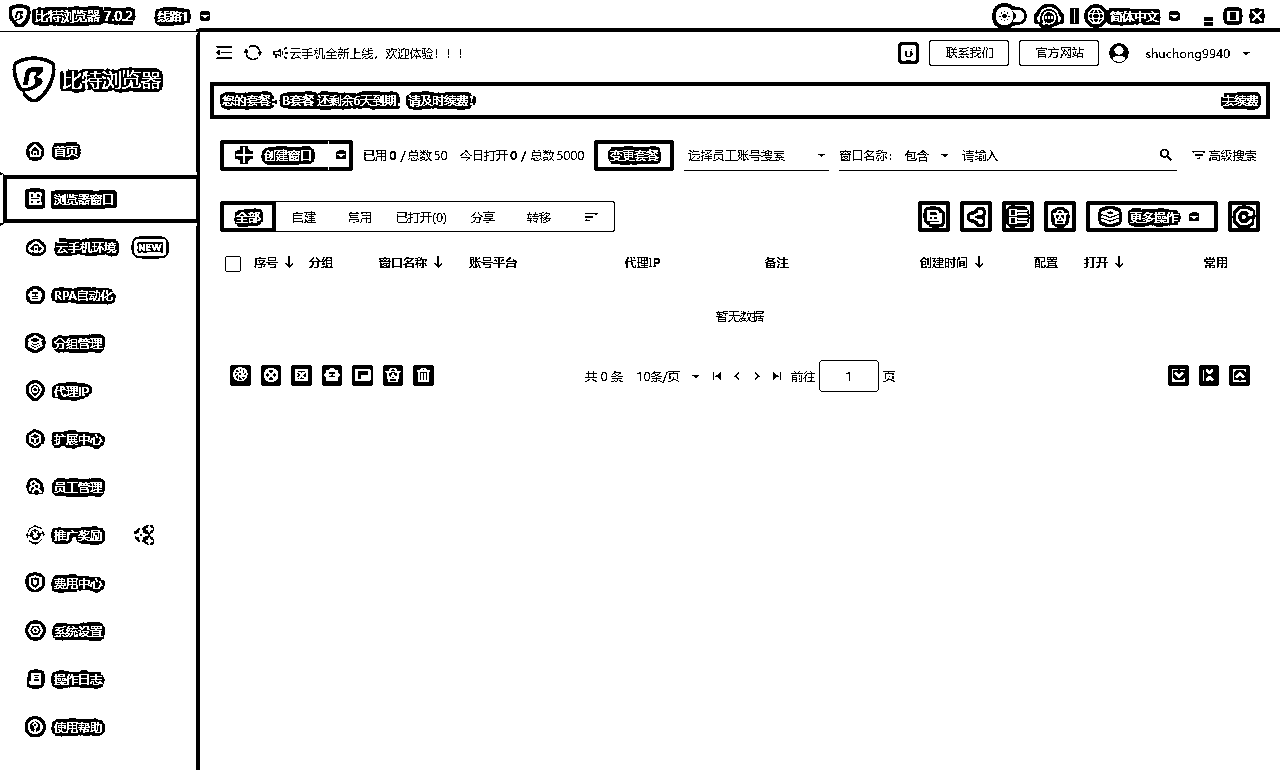 比特浏览器 7.0.2 线路1 简体中文
比特浏览器
云手机全新上线，欢迎体验！！！ 联系我们 官方网站 shuchong9940
您的套餐：B套餐 还剩余6天到期，请及时续费! 去续费
首页
浏览器窗口
云手机环境 NEW
RPA自动化
分组管理
代理IP
扩展中心
员工管理
推广奖励
费用中心
系统设置
操作日志
使用帮助
创建窗口 已用 0 / 总数 50 今日打开 0 / 总数 5000 变更套餐 选择员工账号搜索 窗口名称: 包含 请输入 高级搜索
全部 自建 常用 已打开(0) 分享 转移 更多操作
序号 分组 窗口名称 账号平台 代理IP 备注 创建时间 配置 打开 常用
暂无数据
共 0 条 10条/页 前往 1 页